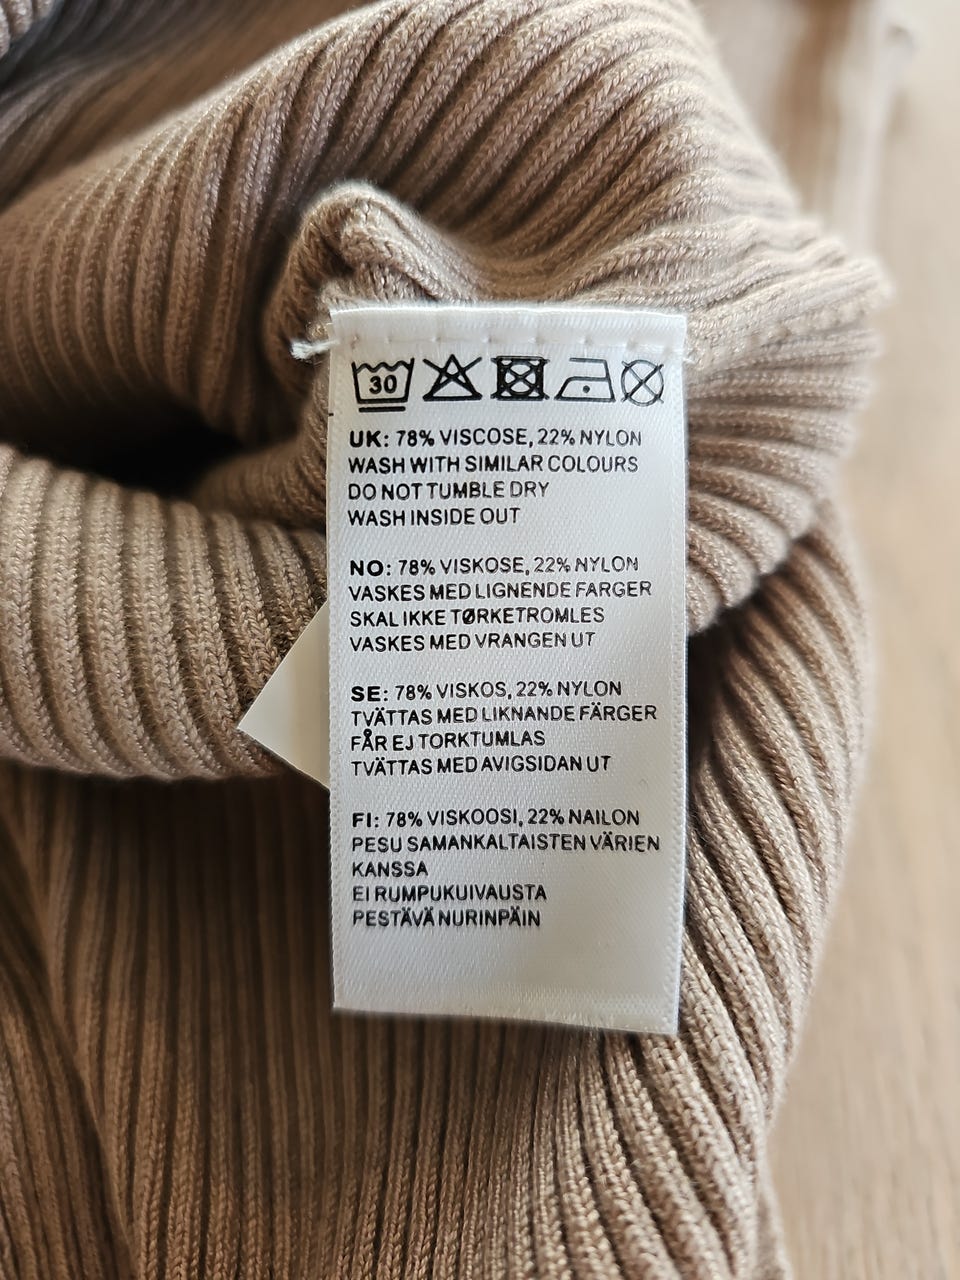 30
UK: 78% VISCOSE, 22% NYLON
WASH WITH SIMILAR COLOURS
DO NOT TUMBLE DRY
WASH INSIDE OUT
NO: 78% VISKOSE, 22% NYLON
VASKES MED LIGNENDE FARGER
SKAL IKKE TØRKETROMLES
VASKES MED VRANGEN UT
SE: 78% VISKOS, 22% NYLON
TVÄTTAS MED LIKNANDE FÄRGER
FÅR EJ TORKTUMLAS
TVÄTTAS MED AVIGSIDAN UT
FI: 78% VISKOOSI, 22% NAILON
PESU SAMANKALTAISTEN VÄRIEN
KANSSA
EI RUMPUKUIVAUSTA
PESTÄVÄ NURINPÄIN